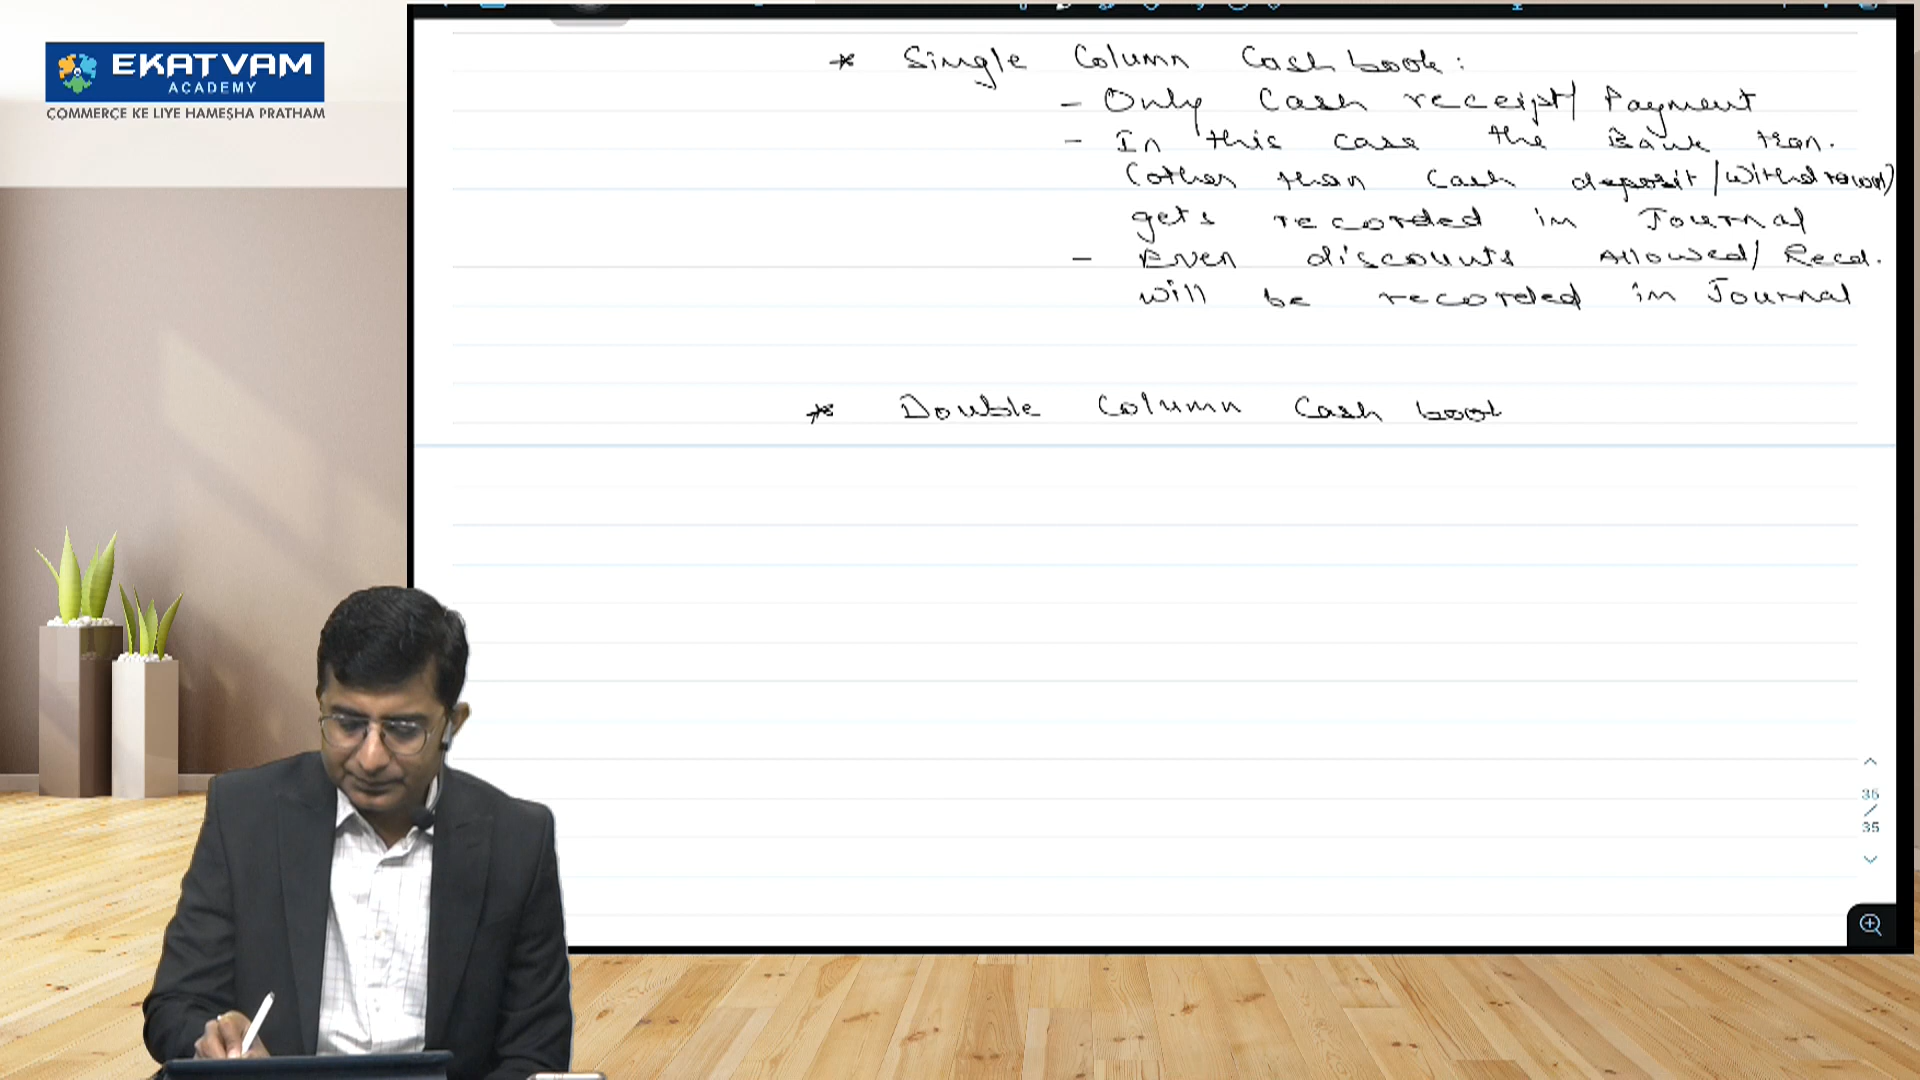 EKATVAM
ACADEMY
COMMERCE KE LIYE HAMESHA PRATHAM
* Single Column Cash book :
- Only Cash receipt/ Payment
- In this case the Bank tran.
(other than Cash deposit/withdrawal)
gets recorded in Journal
- Even discounts Allowed/ Recd.
will be recorded in Journal
* Double Column Cash book
35
/
35